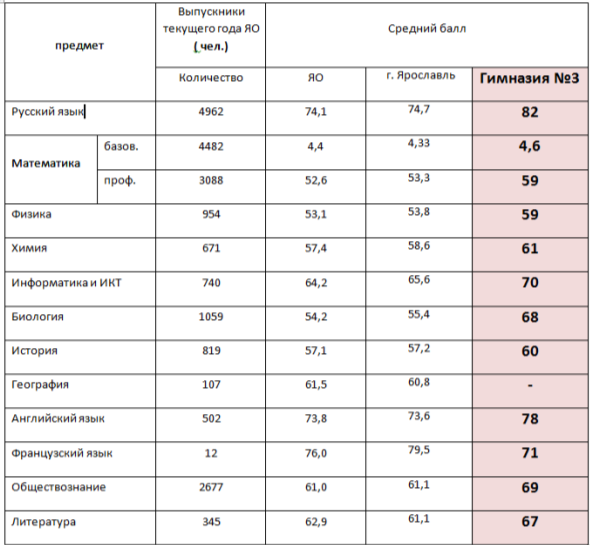 предмет Выпускники текущего года ЯО ( чел.) Средний балл
Количество ЯО г. Ярославль Гимназия №3
Русский язык 4962 74,1 74,7 82
Математика базов. 4482 4,4 4,33 4,6
проф. 3088 52,6 53,3 59
Физика 954 53,1 53,8 59
Химия 671 57,4 58,6 61
Информатика и ИКТ 740 64,2 65,6 70
Биология 1059 54,2 55,4 68
История 819 57,1 57,2 60
География 107 61,5 60,8 -
Английский язык 502 73,8 73,6 78
Французский язык 12 76,0 79,5 71
Обществознание 2677 61,0 61,1 69
Литература 345 62,9 61,1 67